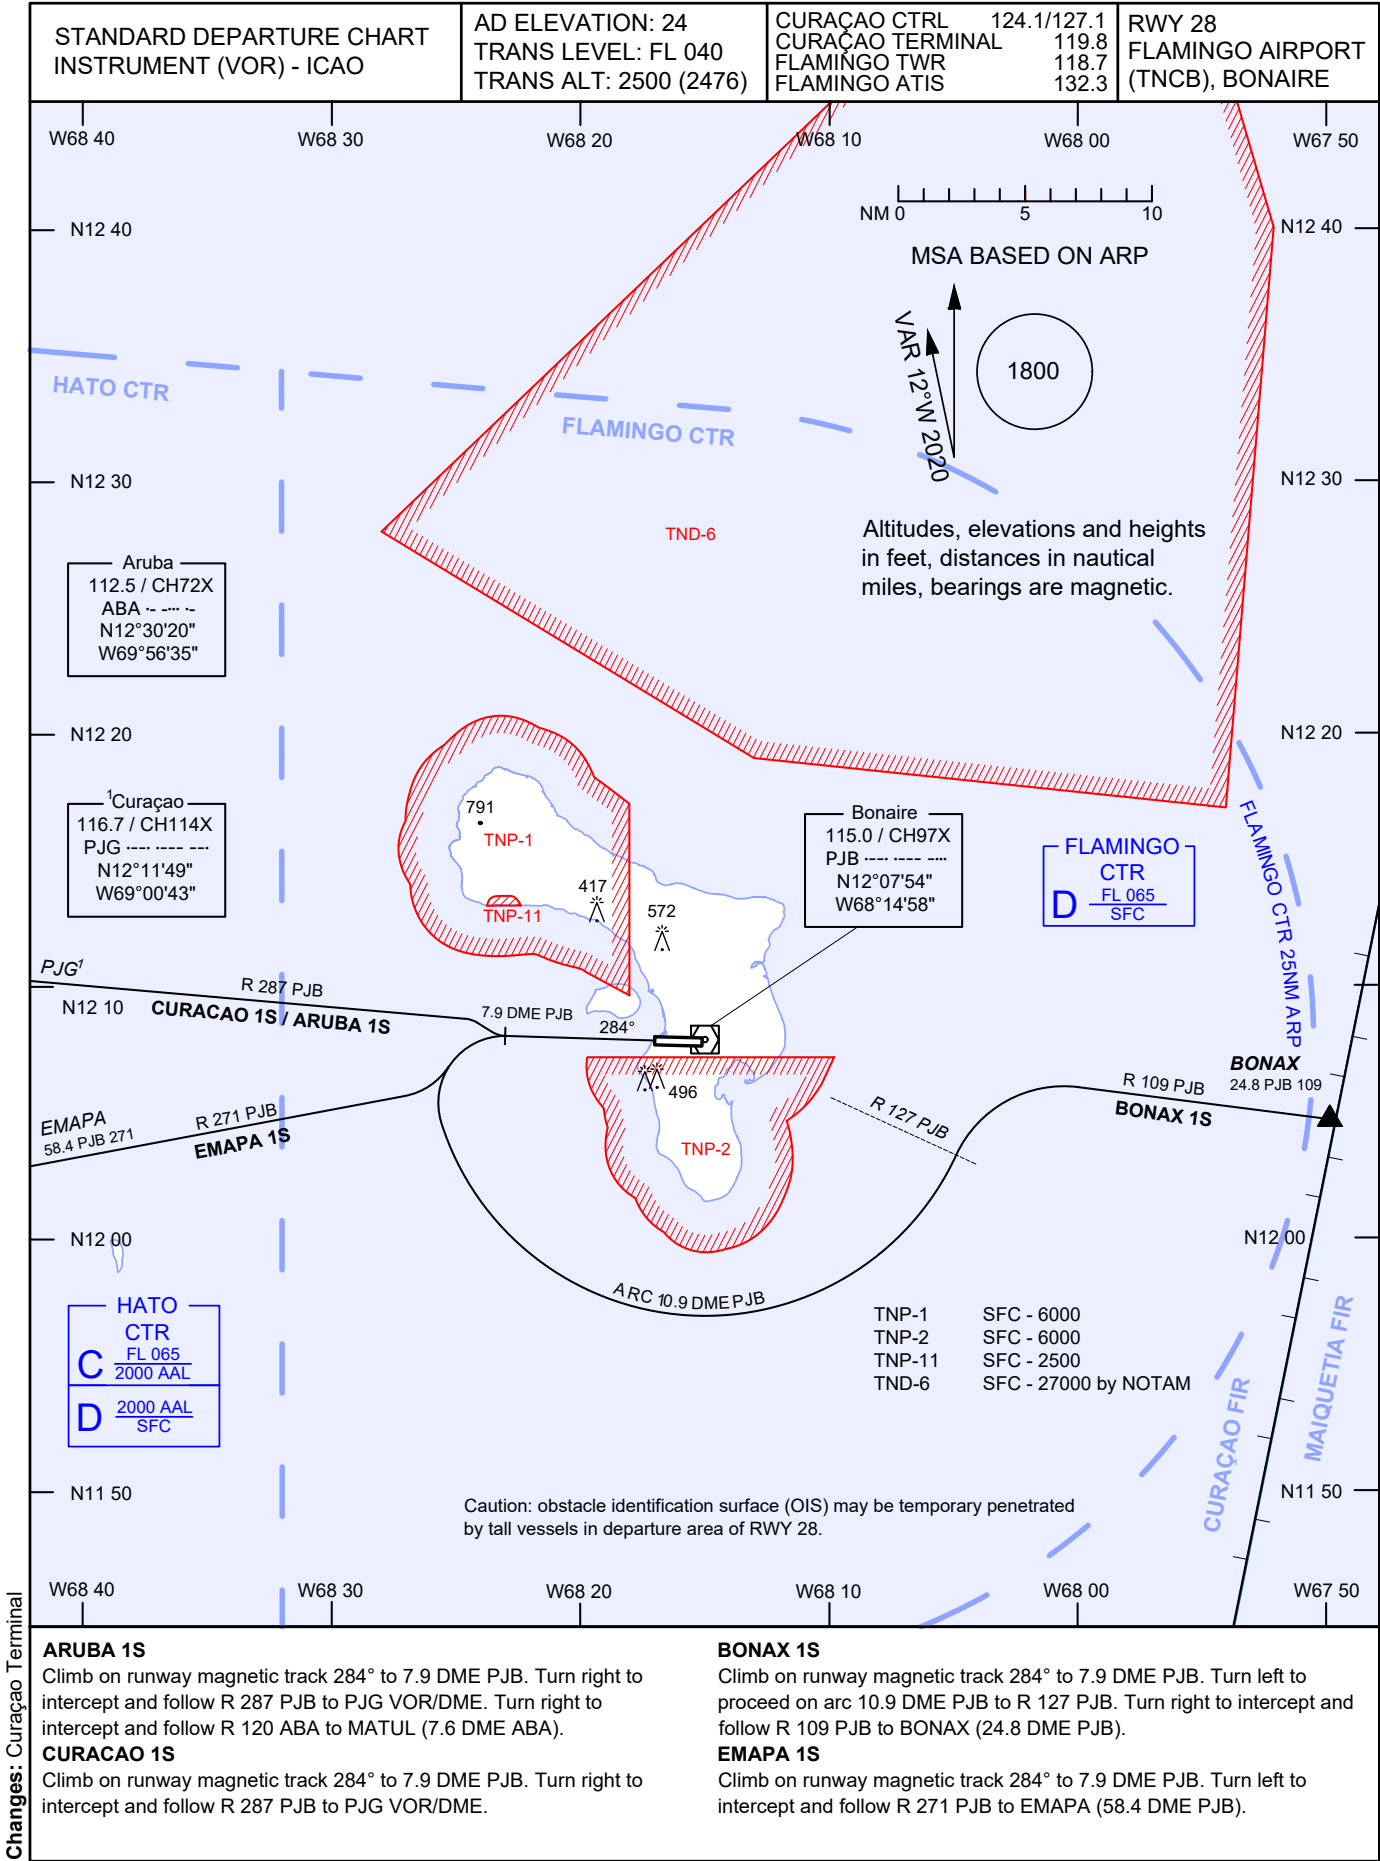 STANDARD DEPARTURE CHART
INSTRUMENT (VOR) - ICAO
AD ELEVATION: 24
TRANS LEVEL: FL 040
TRANS ALT: 2500 (2476)
CURAÇAO CTRL 124.1/127.1
CURAÇAO TERMINAL 119.8
FLAMINGO TWR 118.7
FLAMINGO ATIS 132.3
RWY 28
FLAMINGO AIRPORT
(TNCB), BONAIRE
W68 40
W68 30
W68 20
W68 10
W68 00
W67 50
NM 0 5 10
N12 40
N12 40
MSA BASED ON ARP
VAR 12°W 2020
1800
HATO CTR
FLAMINGO CTR
N12 30
N12 30
TND-6
Altitudes, elevations and heights
in feet, distances in nautical
miles, bearings are magnetic.
Aruba
112.5 / CH72X
ABA ·- -··· ·-
N12°30'20"
W69°56'35"
N12 20
N12 20
¹Curaçao
116.7 / CH114X
PJG ·--· ·--- --·
N12°11'49"
W69°00'43"
791
TNP-1
417
TNP-11
572
Bonaire
115.0 / CH97X
PJB ·--· ·--- -···
N12°07'54"
W68°14'58"
FLAMINGO
CTR
D FL 065
SFC
FLAMINGO CTR 25NM ARP
PJG¹
R 287 PJB
N12 10
CURACAO 1S / ARUBA 1S
7.9 DME PJB
284°
BONAX
24.8 PJB 109
R 109 PJB
BONAX 1S
EMAPA
58.4 PJB 271
R 271 PJB
EMAPA 1S
496
TNP-2
R 127 PJB
N12 00
N12 00
ARC 10.9 DME PJB
HATO
CTR
C FL 065
2000 AAL
D 2000 AAL
SFC
TNP-1 SFC - 6000
TNP-2 SFC - 6000
TNP-11 SFC - 2500
TND-6 SFC - 27000 by NOTAM
CURAÇAO FIR
MAIQUETIA FIR
N11 50
N11 50
Caution: obstacle identification surface (OIS) may be temporary penetrated
by tall vessels in departure area of RWY 28.
W68 40
W68 30
W68 20
W68 10
W68 00
W67 50
Changes: Curaçao Terminal
ARUBA 1S
Climb on runway magnetic track 284° to 7.9 DME PJB. Turn right to
intercept and follow R 287 PJB to PJG VOR/DME. Turn right to
intercept and follow R 120 ABA to MATUL (7.6 DME ABA).
CURACAO 1S
Climb on runway magnetic track 284° to 7.9 DME PJB. Turn right to
intercept and follow R 287 PJB to PJG VOR/DME.
BONAX 1S
Climb on runway magnetic track 284° to 7.9 DME PJB. Turn left to
proceed on arc 10.9 DME PJB to R 127 PJB. Turn right to intercept and
follow R 109 PJB to BONAX (24.8 DME PJB).
EMAPA 1S
Climb on runway magnetic track 284° to 7.9 DME PJB. Turn left to
intercept and follow R 271 PJB to EMAPA (58.4 DME PJB).